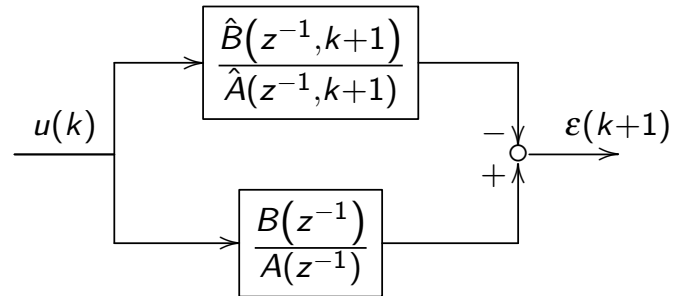 B̂(z⁻¹,k+1)
Â(z⁻¹,k+1)
u(k)
−
ε(k+1)
+
B(z⁻¹)
A(z⁻¹)